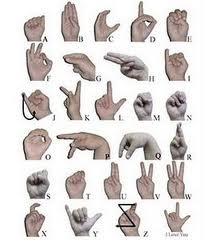 A B C D E
F G H I
J K L M N
O P Q R
S T U V W
X Y Z I Love You